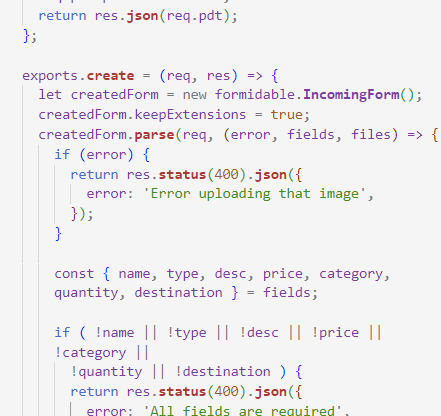 return res.json(req.pdt);
};
exports.create = (req, res) => {
let createdForm = new formidable.IncomingForm();
createdForm.keepExtensions = true;
createdForm.parse(req, (error, fields, files) => {
if (error) {
return res.status(400).json({
error: 'Error uploading that image',
});
}
const { name, type, desc, price, category,
quantity, destination } = fields;
if ( !name || !type || !desc || !price ||
!category ||
!quantity || !destination ) {
return res.status(400).json({
error: 'All fields are required',